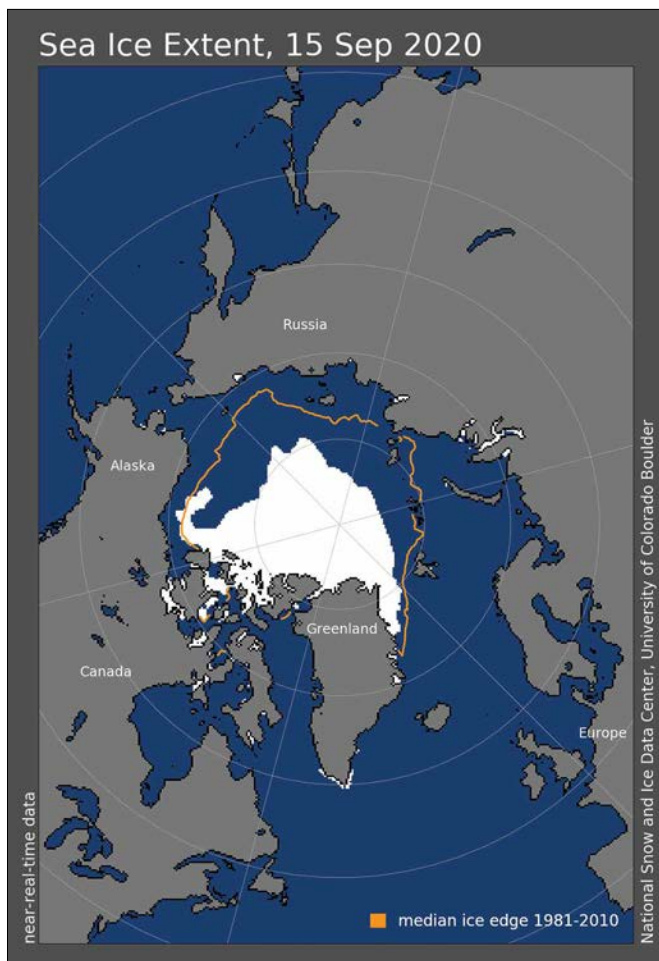 Sea Ice Extent, 15 Sep 2020
Russia
Alaska
Greenland
Canada
Europe
near-real-time data
National Snow and Ice Data Center, University of Colorado Boulder
median ice edge 1981-2010